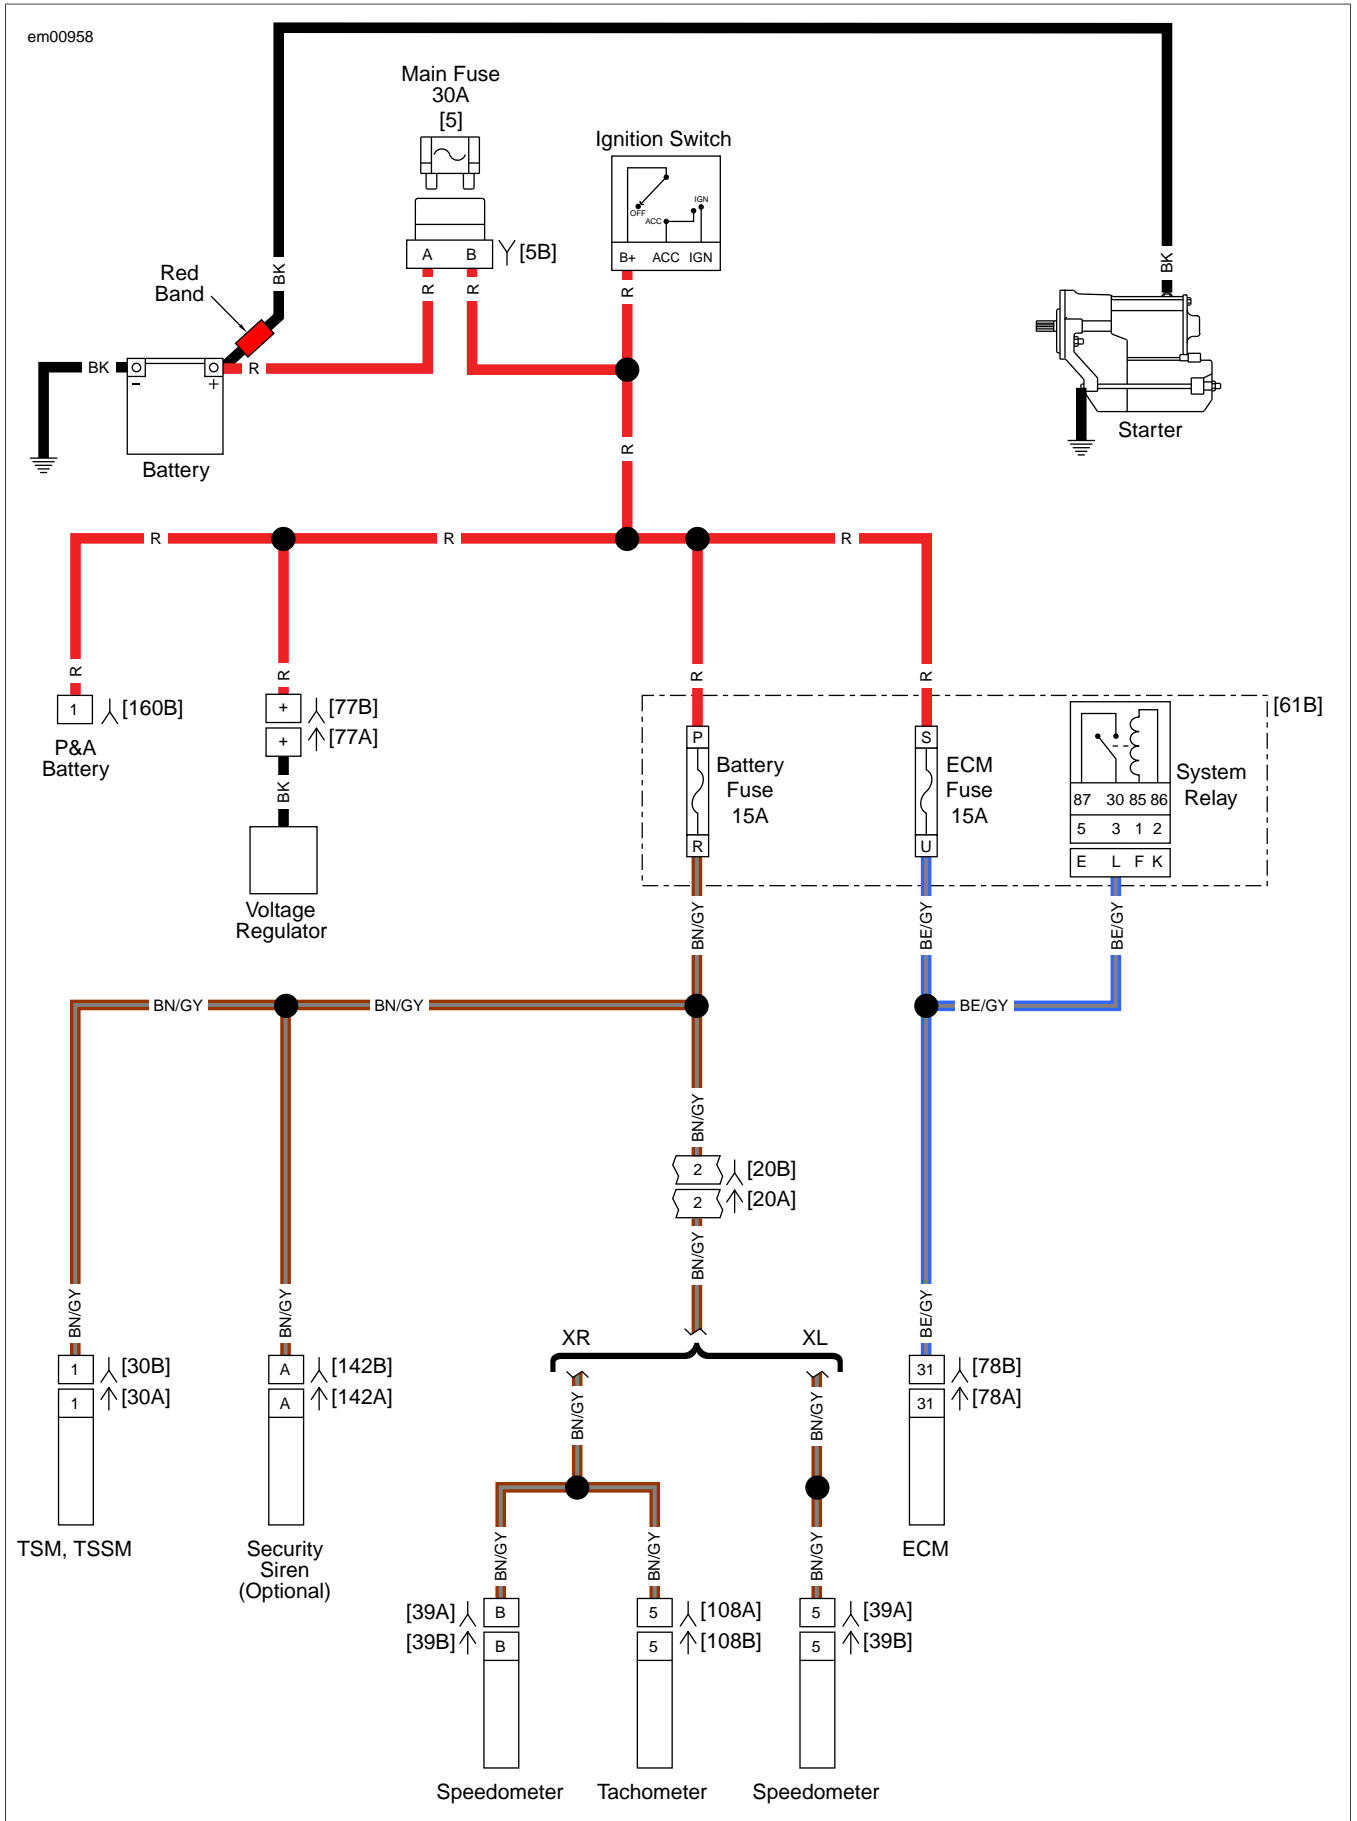 em00958
Main Fuse
30A
[5]
Ignition Switch
OFF
ACC
IGN
A
B
[5B]
B+
ACC
IGN
Red
Band
BK
R
R
R
BK
BK
R
-
+
Battery
Starter
R
R
R
R
R
R
R
R
1
[160B]
P&A
Battery
+
[77B]
+
[77A]
BK
Voltage
Regulator
[61B]
P
Battery
Fuse
15A
R
S
ECM
Fuse
15A
U
System
Relay
87 30 85 86
5 3 1 2
E L F K
BN/GY
BE/GY
BE/GY
BN/GY
BN/GY
BE/GY
BN/GY
2
[20B]
2
[20A]
BN/GY
BN/GY
BN/GY
BE/GY
XR
XL
1
[30B]
1
[30A]
TSM, TSSM
A
[142B]
A
[142A]
Security
Siren
(Optional)
31
[78B]
31
[78A]
ECM
BN/GY
BN/GY
BN/GY
BN/GY
BN/GY
[39A]
B
[39B]
B
Speedometer
5
[108A]
5
[108B]
Tachometer
5
[39A]
5
[39B]
Speedometer